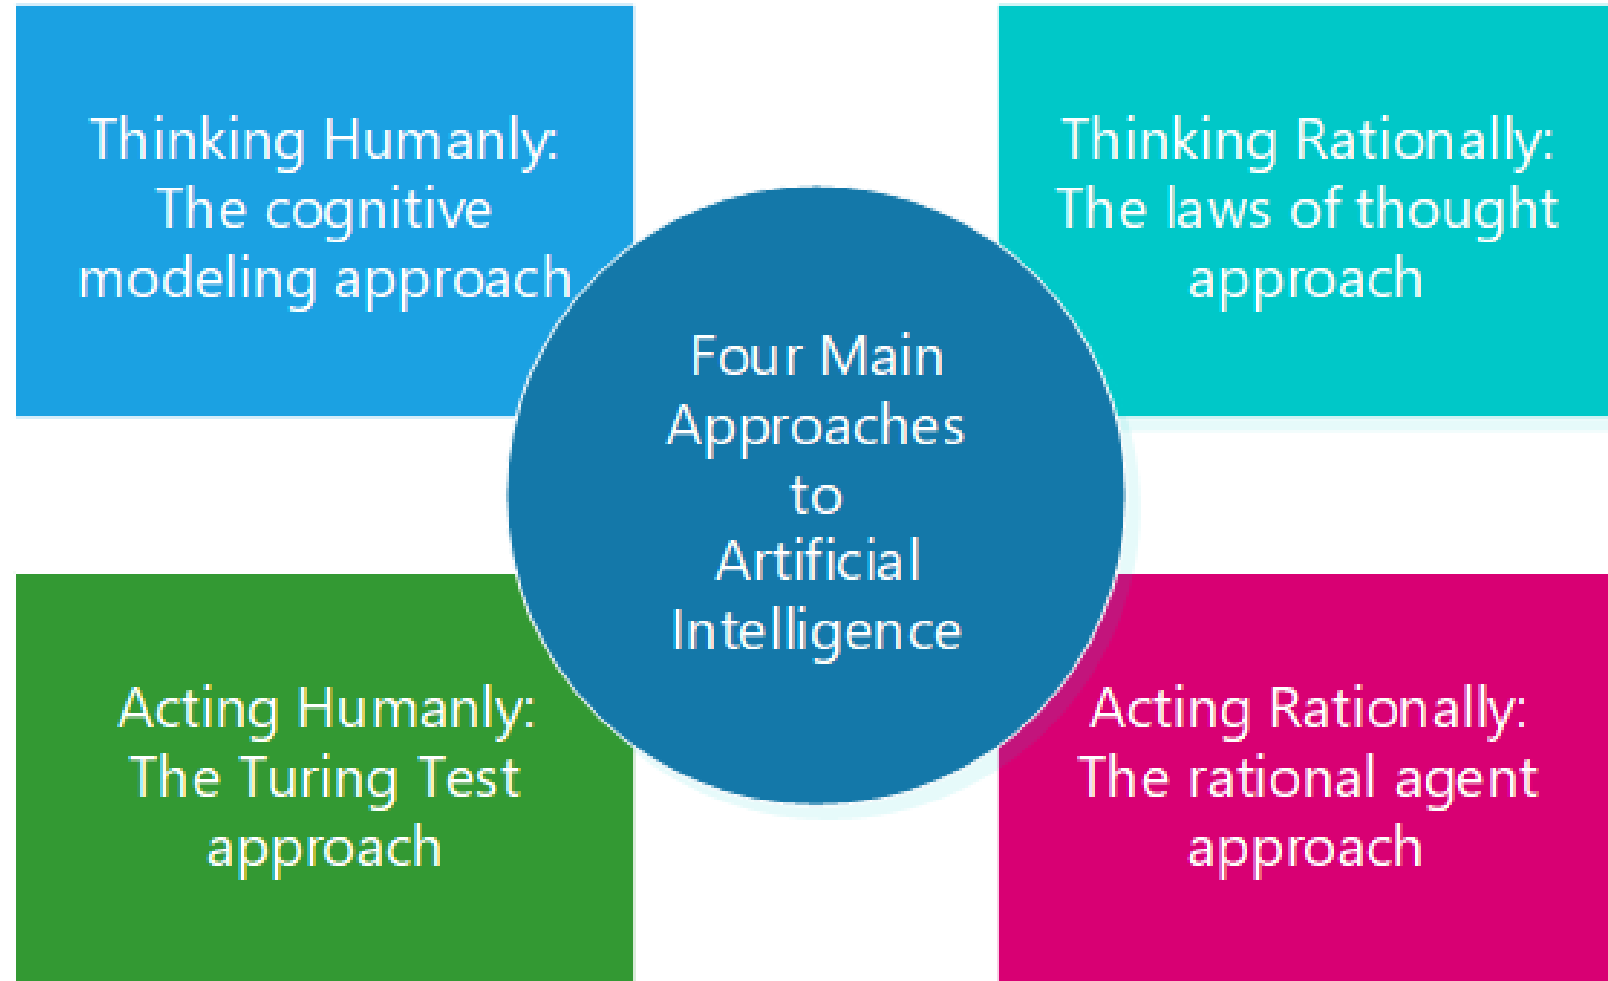 Thinking Humanly:
The cognitive
modeling approach
Thinking Rationally:
The laws of thought
approach
Four Main
Approaches
to
Artificial
Intelligence
Acting Humanly:
The Turing Test
approach
Acting Rationally:
The rational agent
approach